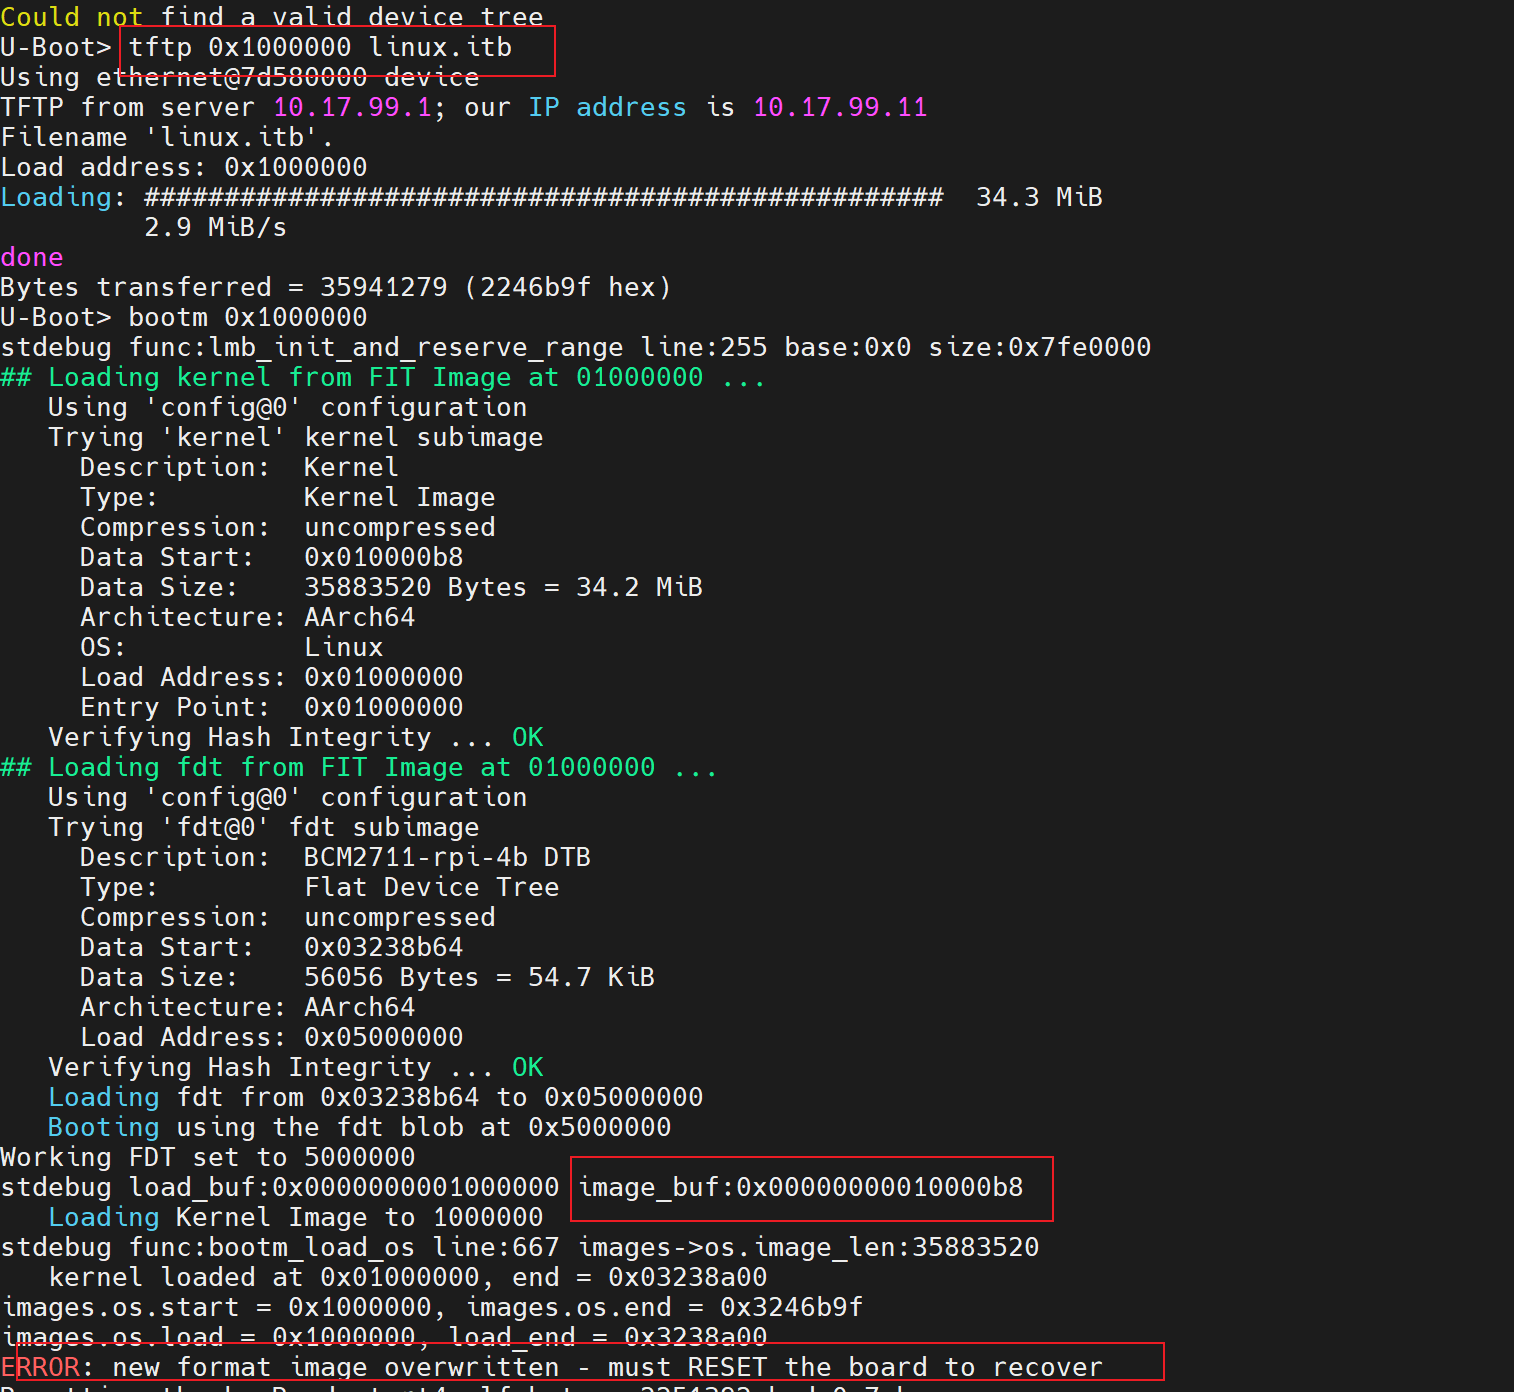 Could not find a valid device tree
U-Boot> tftp 0x1000000 linux.itb
Using ethernet@7d580000 device
TFTP from server 10.17.99.1; our IP address is 10.17.99.11
Filename 'linux.itb'.
Load address: 0x1000000
Loading: ################################################## 34.3 MiB
2.9 MiB/s
done
Bytes transferred = 35941279 (2246b9f hex)
U-Boot> bootm 0x1000000
stdebug func:lmb_init_and_reserve_range line:255 base:0x0 size:0x7fe0000
## Loading kernel from FIT Image at 01000000 ...
Using 'config@0' configuration
Trying 'kernel' kernel subimage
Description: Kernel
Type: Kernel Image
Compression: uncompressed
Data Start: 0x010000b8
Data Size: 35883520 Bytes = 34.2 MiB
Architecture: AArch64
OS: Linux
Load Address: 0x01000000
Entry Point: 0x01000000
Verifying Hash Integrity ... OK
## Loading fdt from FIT Image at 01000000 ...
Using 'config@0' configuration
Trying 'fdt@0' fdt subimage
Description: BCM2711-rpi-4b DTB
Type: Flat Device Tree
Compression: uncompressed
Data Start: 0x03238b64
Data Size: 56056 Bytes = 54.7 KiB
Architecture: AArch64
Load Address: 0x05000000
Verifying Hash Integrity ... OK
Loading fdt from 0x03238b64 to 0x05000000
Booting using the fdt blob at 0x5000000
Working FDT set to 5000000
stdebug load_buf:0x0000000001000000 image_buf:0x00000000010000b8
Loading Kernel Image to 1000000
stdebug func:bootm_load_os line:667 images->os.image_len:35883520
kernel loaded at 0x01000000, end = 0x03238a00
images.os.start = 0x1000000, images.os.end = 0x3246b9f
images.os.load = 0x1000000, load_end = 0x3238a00
ERROR: new format image overwritten - must RESET the board to recover